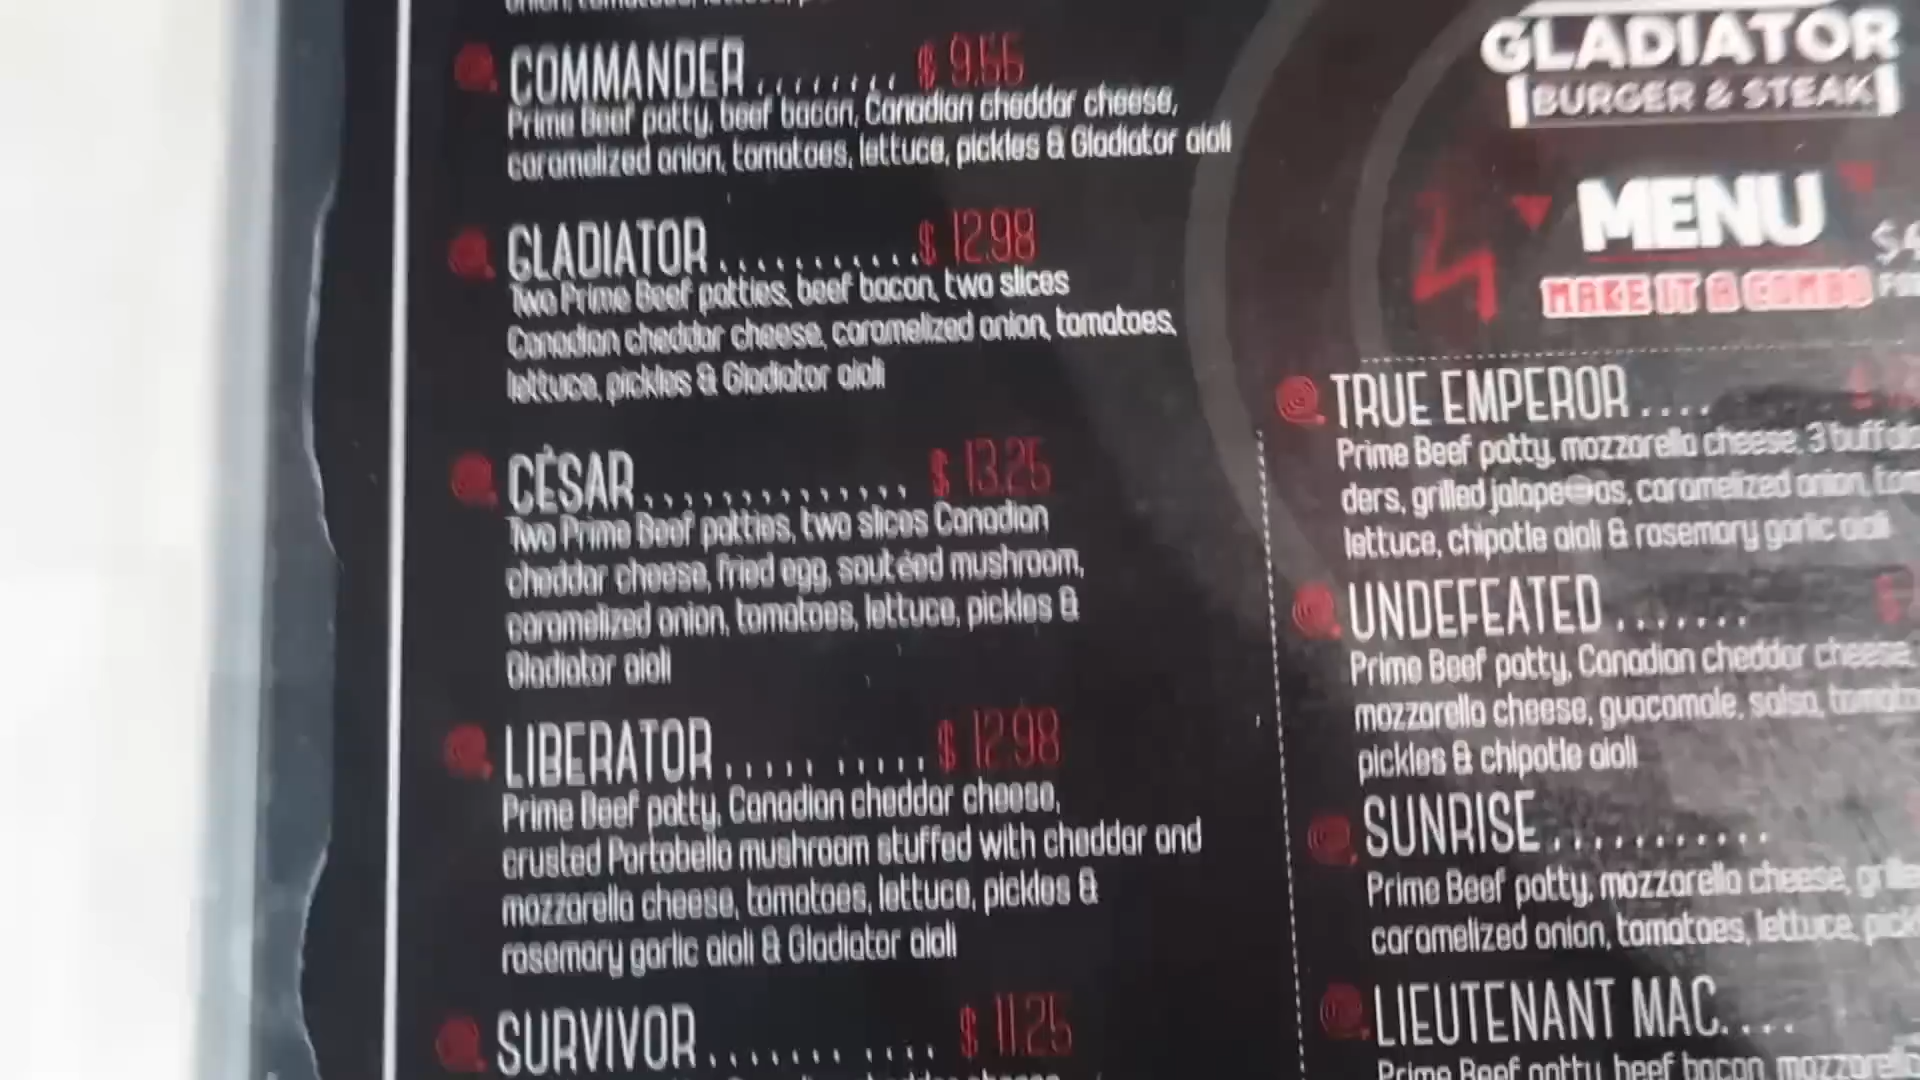 COMMANDER........ $ 9.55
Prime Beef patty, beef bacon, Canadian cheddar cheese,
caramelized onion, tomatoes, lettuce, pickles & Gladiator aioli
GLADIATOR...........$ 12.98
Two Prime Beef patties, beef bacon, two slices
Canadian cheddar cheese, caramelized onion, tomatoes,
lettuce, pickles & Gladiator aioli
CÉSAR.............. $ 13.25
Two Prime Beef patties, two slices Canadian
cheddar cheese, fried egg, sautéed mushroom,
caramelized onion, tomatoes, lettuce, pickles &
Gladiator aioli
LIBERATOR..... .....$ 12.98
Prime Beef patty, Canadian cheddar cheese,
crusted Portobello mushroom stuffed with cheddar and
mozzarella cheese, tomatoes, lettuce, pickles &
rosemary garlic aioli & Gladiator aioli
SURVIVOR....... .... $ 11.25
GLADIATOR
BURGER & STEAK
MENU
MAKE IT A COMBO
TRUE EMPEROR....
Prime Beef patty, mozzarella cheese, 3
ders, grilled caramelized onion,
lettuce, chipotle aioli & rosemary garlic aioli
UNDEFEATED.......
Prime Beef patty, Canadian cheddar cheese,
mozzarella cheese, guacamole, salsa,
pickles & chipotle aioli
SUNRISE...........
Prime Beef patty, mozzarella cheese,
caramelized onion, tomatoes, lettuce,
LIEUTENANT MAC....
Prime Beef patty, beef bacon,